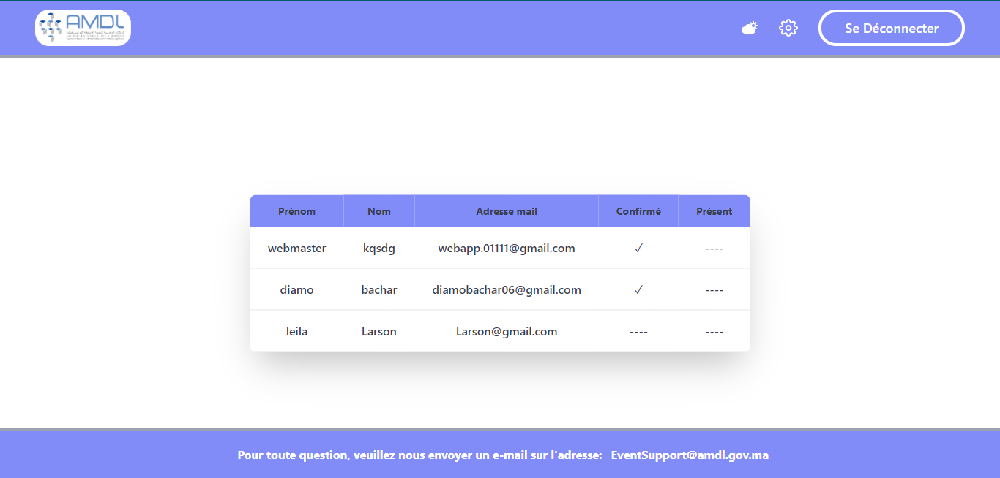 AMDL
Se Déconnecter
Prénom Nom Adresse mail Confirmé Présent
webmaster kqsdg webapp.01111@gmail.com ✓ ----
diamo bachar diamobachar06@gmail.com ✓ ----
leila Larson Larson@gmail.com ---- ----
Pour toute question, veuillez nous envoyer un e-mail sur l'adresse: EventSupport@amdl.gov.ma